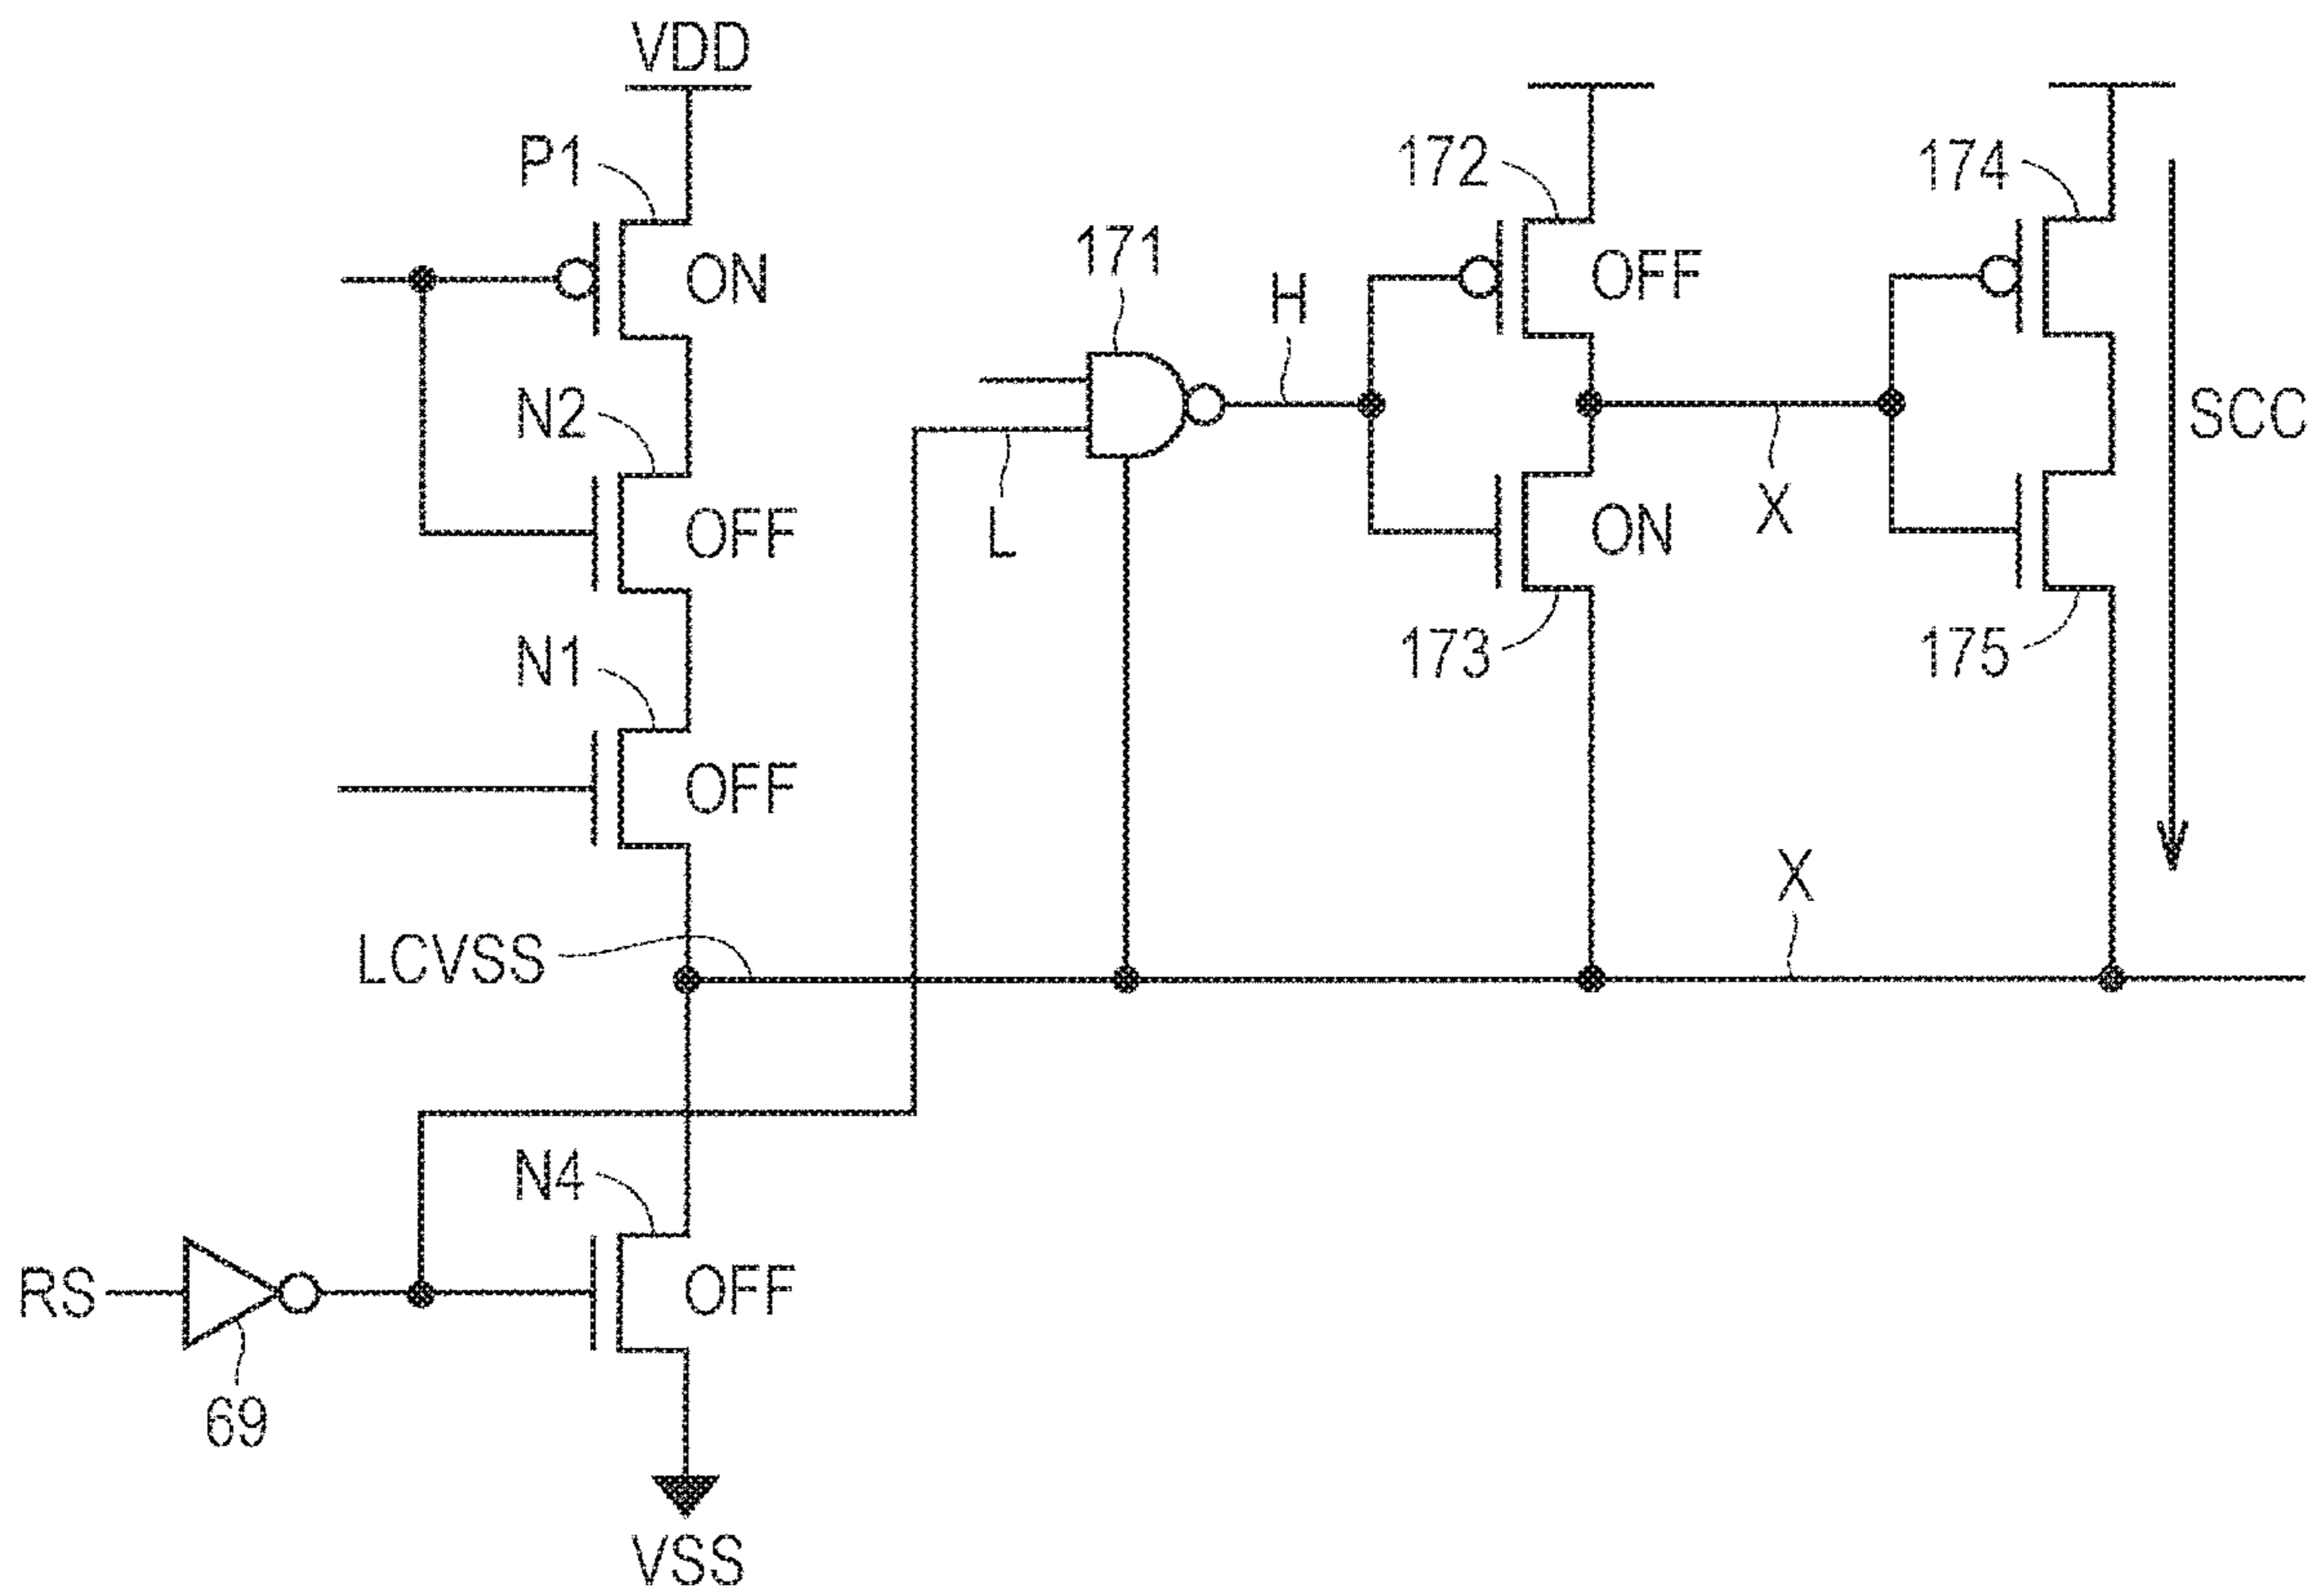 VDD
P1
ON
172
OFF
174
171
H
N2
OFF
L
ON
X
SCC
N1
OFF
173
175
LCVSS
X
N4
OFF
RS
69
VSS